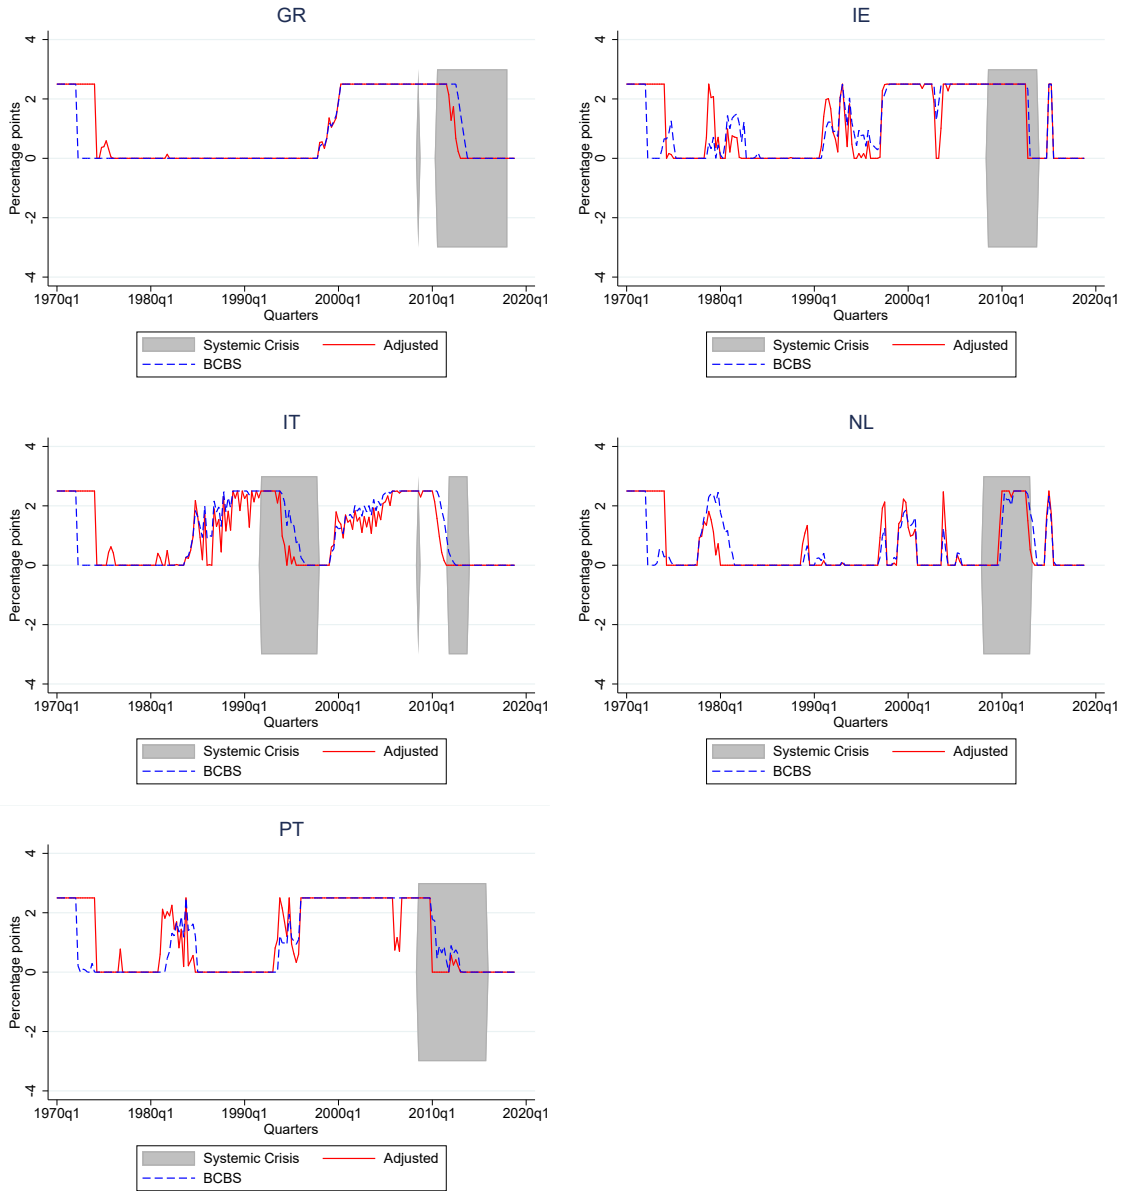 GR
Percentage points
4
2
0
-2
-4
1970q1 1980q1 1990q1 2000q1 2010q1 2020q1
Quarters
Systemic Crisis Adjusted
BCBS
IE
Percentage points
4
2
0
-2
-4
1970q1 1980q1 1990q1 2000q1 2010q1 2020q1
Quarters
Systemic Crisis Adjusted
BCBS
IT
Percentage points
4
2
0
-2
-4
1970q1 1980q1 1990q1 2000q1 2010q1 2020q1
Quarters
Systemic Crisis Adjusted
BCBS
NL
Percentage points
4
2
0
-2
-4
1970q1 1980q1 1990q1 2000q1 2010q1 2020q1
Quarters
Systemic Crisis Adjusted
BCBS
PT
Percentage points
4
2
0
-2
-4
1970q1 1980q1 1990q1 2000q1 2010q1 2020q1
Quarters
Systemic Crisis Adjusted
BCBS